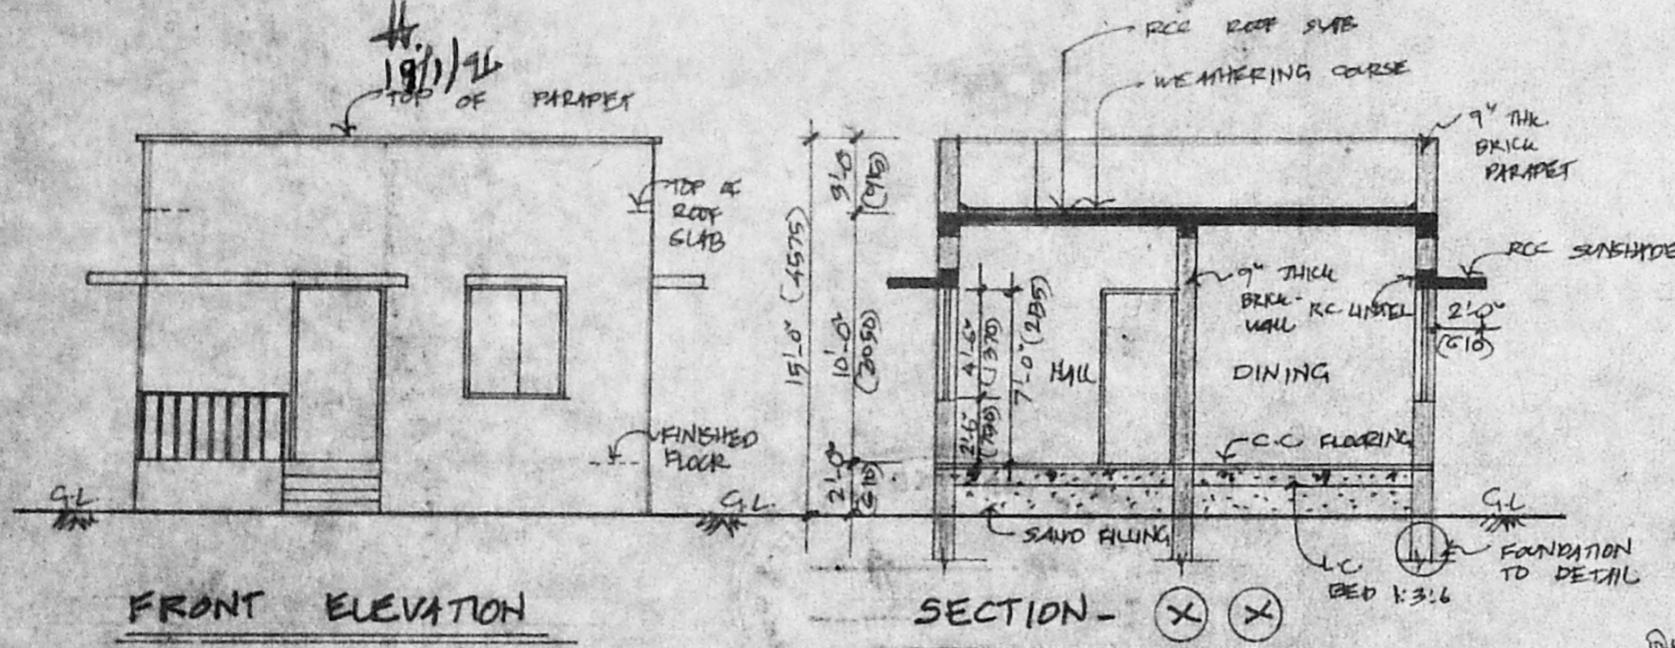 19/1/96
TOP OF PARAPET
TOP OF
ROOF
SLAB
FINISHED
FLOOR
G.L
G.L.
FRONT ELEVATION
RCC ROOF SLAB
WEATHERING COURSE
9" THK
BRICK
PARAPET
RCC SUNSHADE
9" THICK
BRICK-
WALL
RC LINTEL
2'-0"
(610)
15'-0" (4575)
3'-0"
(915)
10'-0"
(3050)
2'-0"
(610)
4'-6"
(1370)
7'-0" (2135)
2'-6"
HALL
DINING
C.C FLOORING
SAND FILLING
BED 1:3:6
G.L
FOUNDATION
TO DETAIL
SECTION- X X